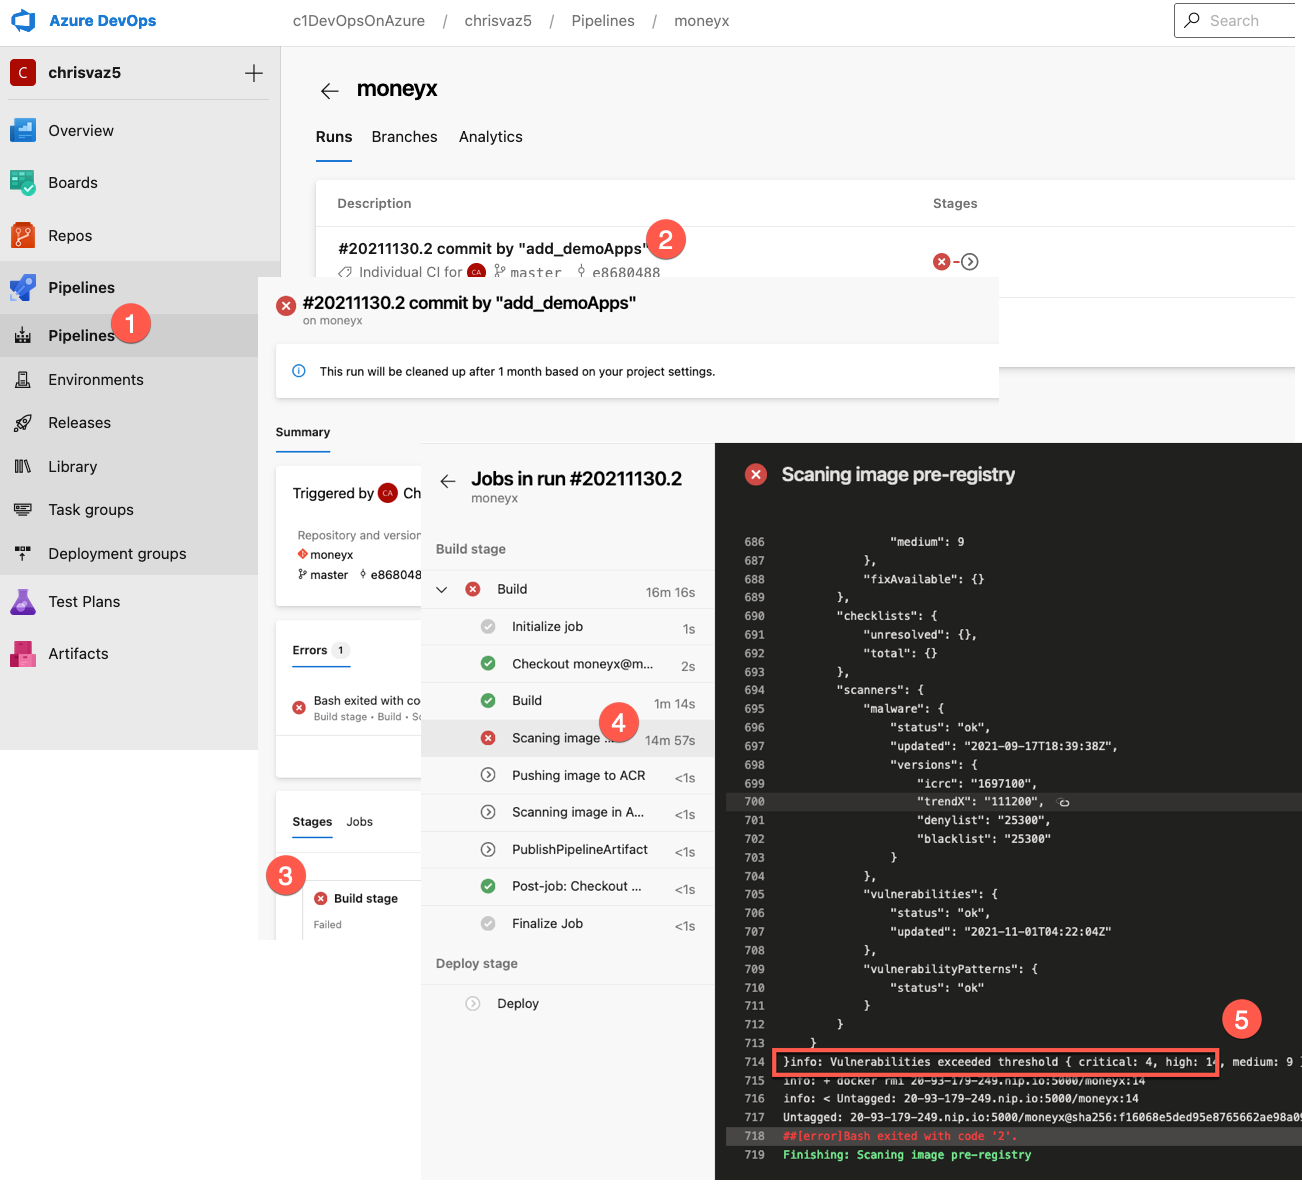 Azure DevOps
c1DevOpsOnAzure / chrisvaz5 / Pipelines / moneyx
Search
C chrisvaz5
Overview
Boards
Repos
Pipelines
1
Pipelines
Environments
Releases
Library
Task groups
Deployment groups
Test Plans
Artifacts
moneyx
Runs Branches Analytics
Description Stages
#20211130.2 commit by "add_demoApps"
2
Individual CI for CA master e8680488
#20211130.2 commit by "add_demoApps"
on moneyx
This run will be cleaned up after 1 month based on your project settings.
Summary
Triggered by CA Ch
Repository and version
moneyx
master e868048
Errors 1
Bash exited with co
Build stage • Build • Sc
Stages Jobs
3
Build stage
Failed
Jobs in run #20211130.2
moneyx
Build stage
Build 16m 16s
Initialize job 1s
Checkout moneyx@m... 2s
Build 1m 14s
4
Scaning image ... 14m 57s
Pushing image to ACR <1s
Scanning image in A... <1s
PublishPipelineArtifact <1s
Post-job: Checkout ... <1s
Finalize Job <1s
Deploy stage
Deploy
Scaning image pre-registry
686 "medium": 9
687 },
688 "fixAvailable": {}
689 },
690 "checklists": {
691 "unresolved": {},
692 "total": {}
693 },
694 "scanners": {
695 "malware": {
696 "status": "ok",
697 "updated": "2021-09-17T18:39:38Z",
698 "versions": {
699 "icrc": "1697100",
700 "trendX": "111200",
701 "denylist": "25300",
702 "blacklist": "25300"
703 }
704 },
705 "vulnerabilities": {
706 "status": "ok",
707 "updated": "2021-11-01T04:22:04Z"
708 },
709 "vulnerabilityPatterns": {
710 "status": "ok"
711 }
712 }
713 }
5
714 }info: Vulnerabilities exceeded threshold { critical: 4, high: 14, medium: 9 }
715 info: + docker rmi 20-93-179-249.nip.io:5000/moneyx:14
716 info: < Untagged: 20-93-179-249.nip.io:5000/moneyx:14
717 Untagged: 20-93-179-249.nip.io:5000/moneyx@sha256:f16068e5ded95e8765662ae98a09
718 ##[error]Bash exited with code '2'.
719 Finishing: Scaning image pre-registry